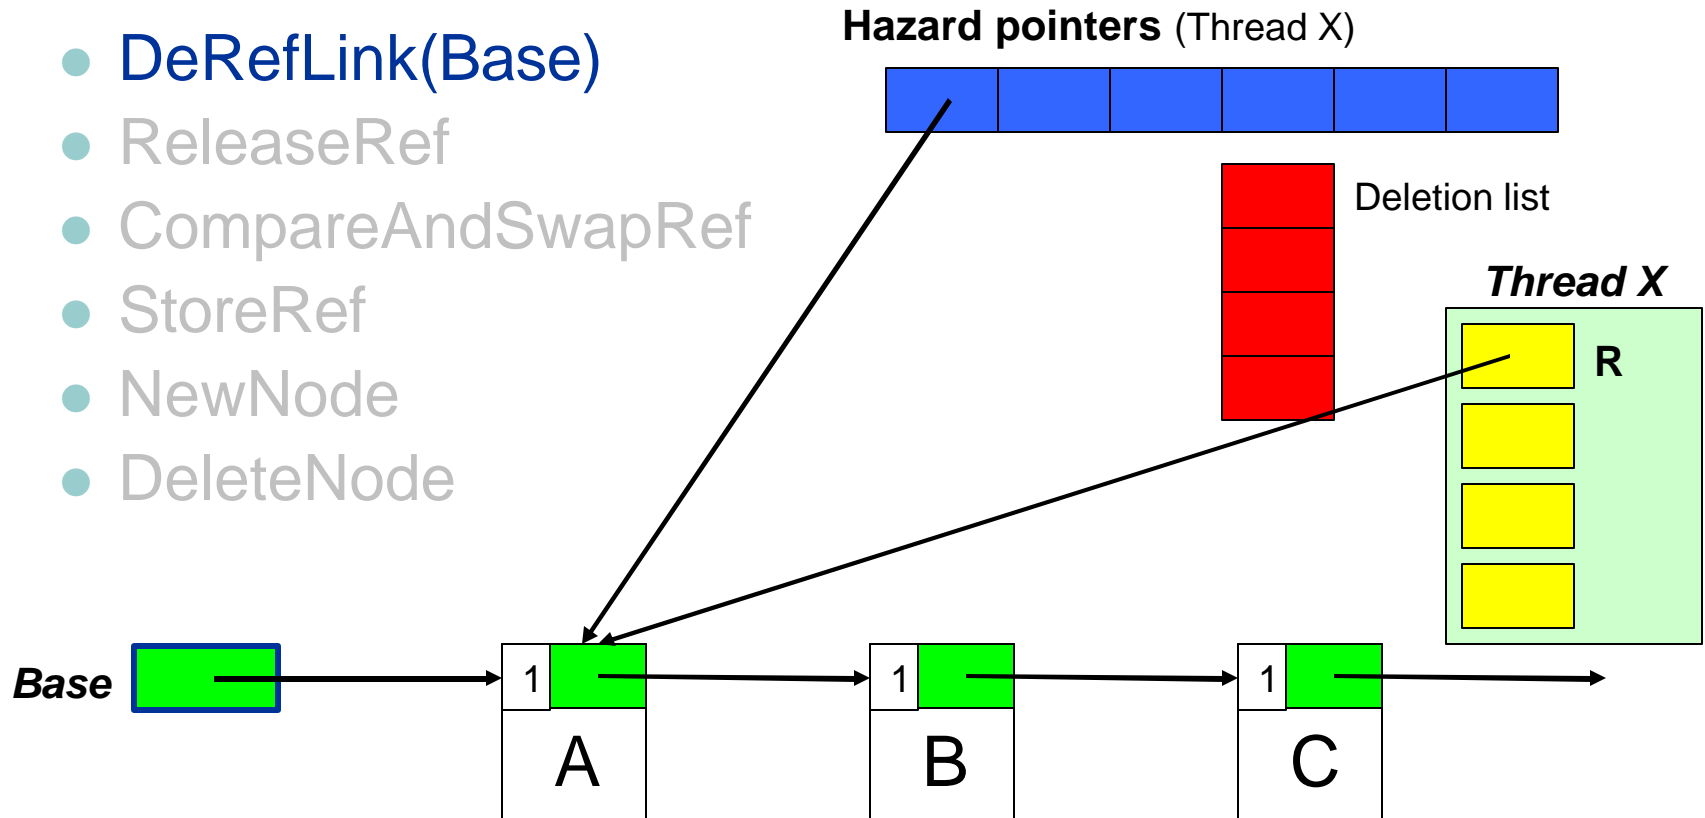 Hazard pointers (Thread X)
DeRefLink(Base)
ReleaseRef
CompareAndSwapRef
StoreRef
NewNode
DeleteNode
Deletion list
Thread X
R
Base
1
1
1
A
B
C